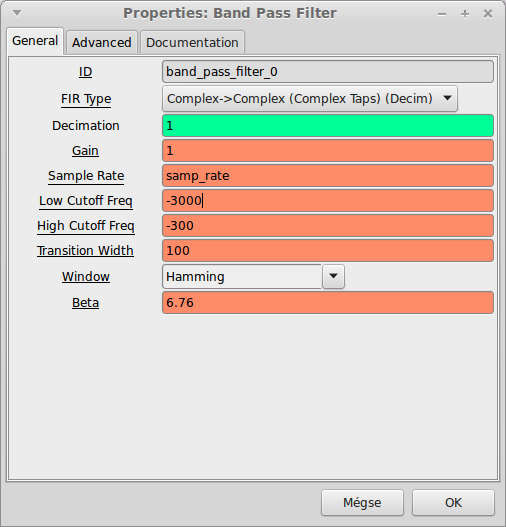 Properties: Band Pass Filter
General Advanced Documentation
ID band_pass_filter_0
FIR Type Complex->Complex (Complex Taps) (Decim)
Decimation 1
Gain 1
Sample Rate samp_rate
Low Cutoff Freq -3000
High Cutoff Freq -300
Transition Width 100
Window Hamming
Beta 6.76
Mégse OK